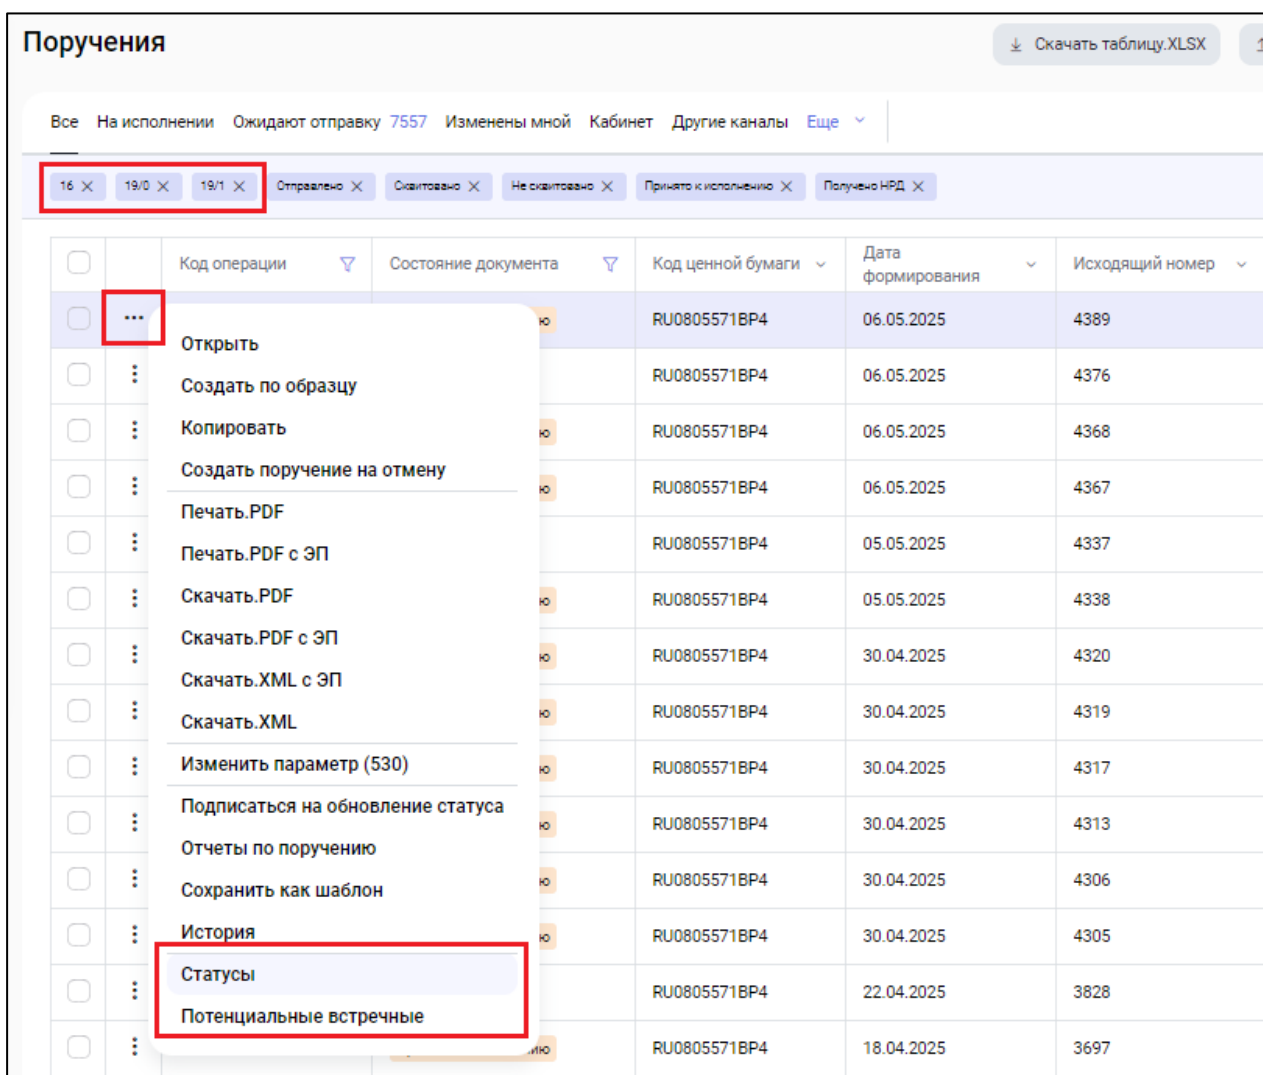 Поручения
Скачать таблицу.XLSX
Все На исполнении Ожидают отправку 7557 Изменены мной Кабинет Другие каналы Еще
16 19/0 19/1 Отправлено Сквитовано Не сквитовано Принято к исполнению Получено НРД
Код операции Состояние документа Код ценной бумаги Дата формирования Исходящий номер
ю RU0805571BP4 06.05.2025 4389
Открыть
RU0805571BP4 06.05.2025 4376
Создать по образцу
Копировать ю RU0805571BP4 06.05.2025 4368
Создать поручение на отмену
ю RU0805571BP4 06.05.2025 4367
Печать.PDF
RU0805571BP4 05.05.2025 4337
Печать.PDF с ЭП
Скачать.PDF ю RU0805571BP4 05.05.2025 4338
Скачать.PDF с ЭП
ю RU0805571BP4 30.04.2025 4320
Скачать.XML с ЭП
Скачать.XML ю RU0805571BP4 30.04.2025 4319
Изменить параметр (530) ю RU0805571BP4 30.04.2025 4317
Подписаться на обновление статуса
ю RU0805571BP4 30.04.2025 4313
Отчеты по поручению
Сохранить как шаблон ю RU0805571BP4 30.04.2025 4306
История ю RU0805571BP4 30.04.2025 4305
Статусы
RU0805571BP4 22.04.2025 3828
Потенциальные встречные
ию RU0805571BP4 18.04.2025 3697